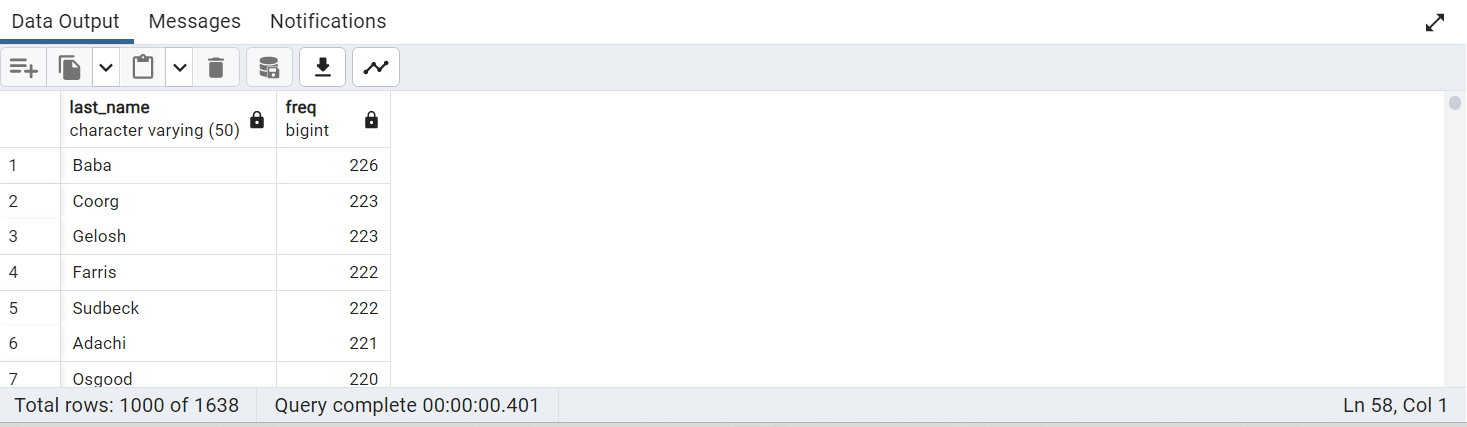 Data Output Messages Notifications
last_name freq
character varying (50) bigint
1 Baba 226
2 Coorg 223
3 Gelosh 223
4 Farris 222
5 Sudbeck 222
6 Adachi 221
7 Osgood 220
Total rows: 1000 of 1638 Query complete 00:00:00.401 Ln 58, Col 1